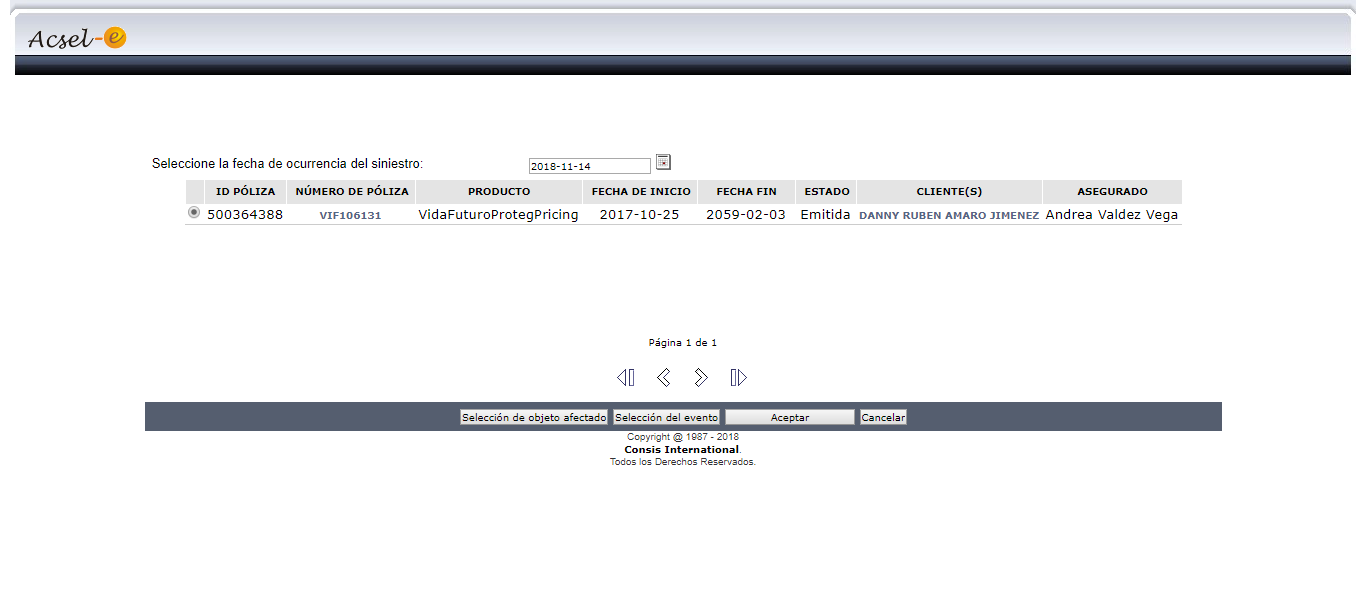 Acsel-e
Seleccione la fecha de ocurrencia del siniestro: 2018-11-14
ID PÓLIZA NÚMERO DE PÓLIZA PRODUCTO FECHA DE INICIO FECHA FIN ESTADO CLIENTE(S) ASEGURADO
500364388 VIF106131 VidaFuturoProtegPricing 2017-10-25 2059-02-03 Emitida DANNY RUBEN AMARO JIMENEZ Andrea Valdez Vega
Página 1 de 1
Selección de objeto afectado Selección del evento Aceptar Cancelar
Copyright @ 1987 - 2018
Consis International.
Todos los Derechos Reservados.